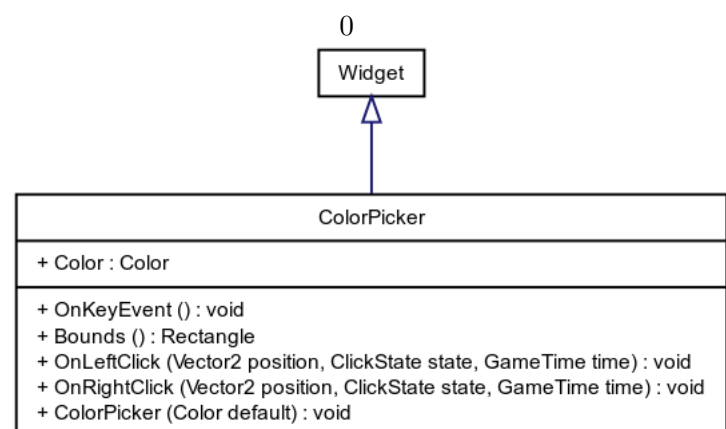 0
Widget
ColorPicker
+ Color : Color
+ OnKeyEvent () : void
+ Bounds () : Rectangle
+ OnLeftClick (Vector2 position, ClickState state, GameTime time) : void
+ OnRightClick (Vector2 position, ClickState state, GameTime time) : void
+ ColorPicker (Color default) : void